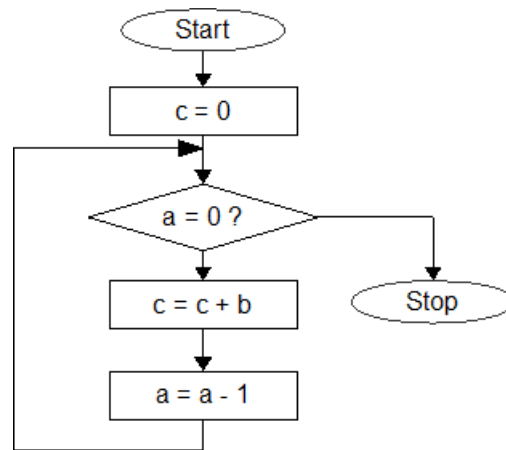 Start
c = 0
a = 0 ?
c = c + b
Stop
a = a - 1